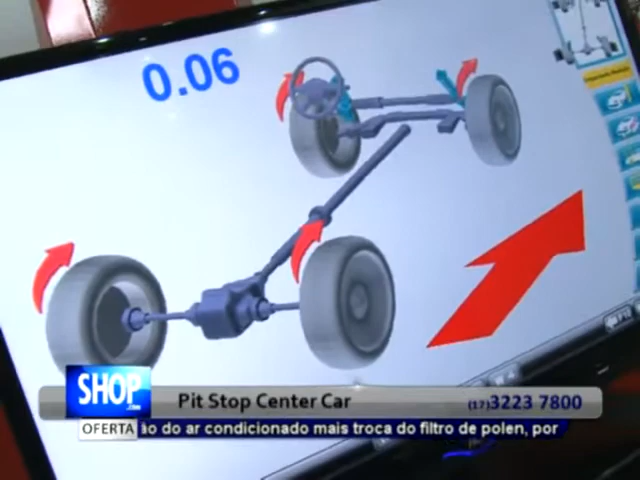 0.06
SHOP
.com
Pit Stop Center Car
(17)3223 7800
OFERTA
ão do ar condicionado mais troca do filtro de polen, por